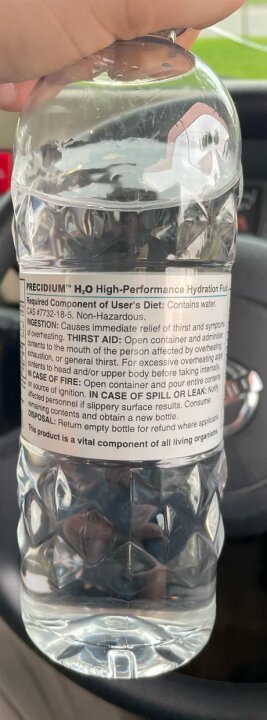 PRECIDIUM™ H₂O High-Performance Hydration Fluid
Required Component of User's Diet: Contains water.
CAS #7732-18-5. Non-Hazardous.
INGESTION: Causes immediate relief of thirst and symptoms
of overheating. THIRST AID: Open container and administer
contents to the mouth of the person affected by overheating,
exhaustion, or general thirst. For excessive overheating apply
contents to head and/or upper body before taking internally.
IN CASE OF FIRE: Open container and pour entire contents
on source of ignition. IN CASE OF SPILL OR LEAK: Notify
affected personnel if slippery surface results. Consume
remaining contents and obtain a new bottle.
DISPOSAL: Return empty bottle for refund where applicable.
This product is a vital component of all living organisms.